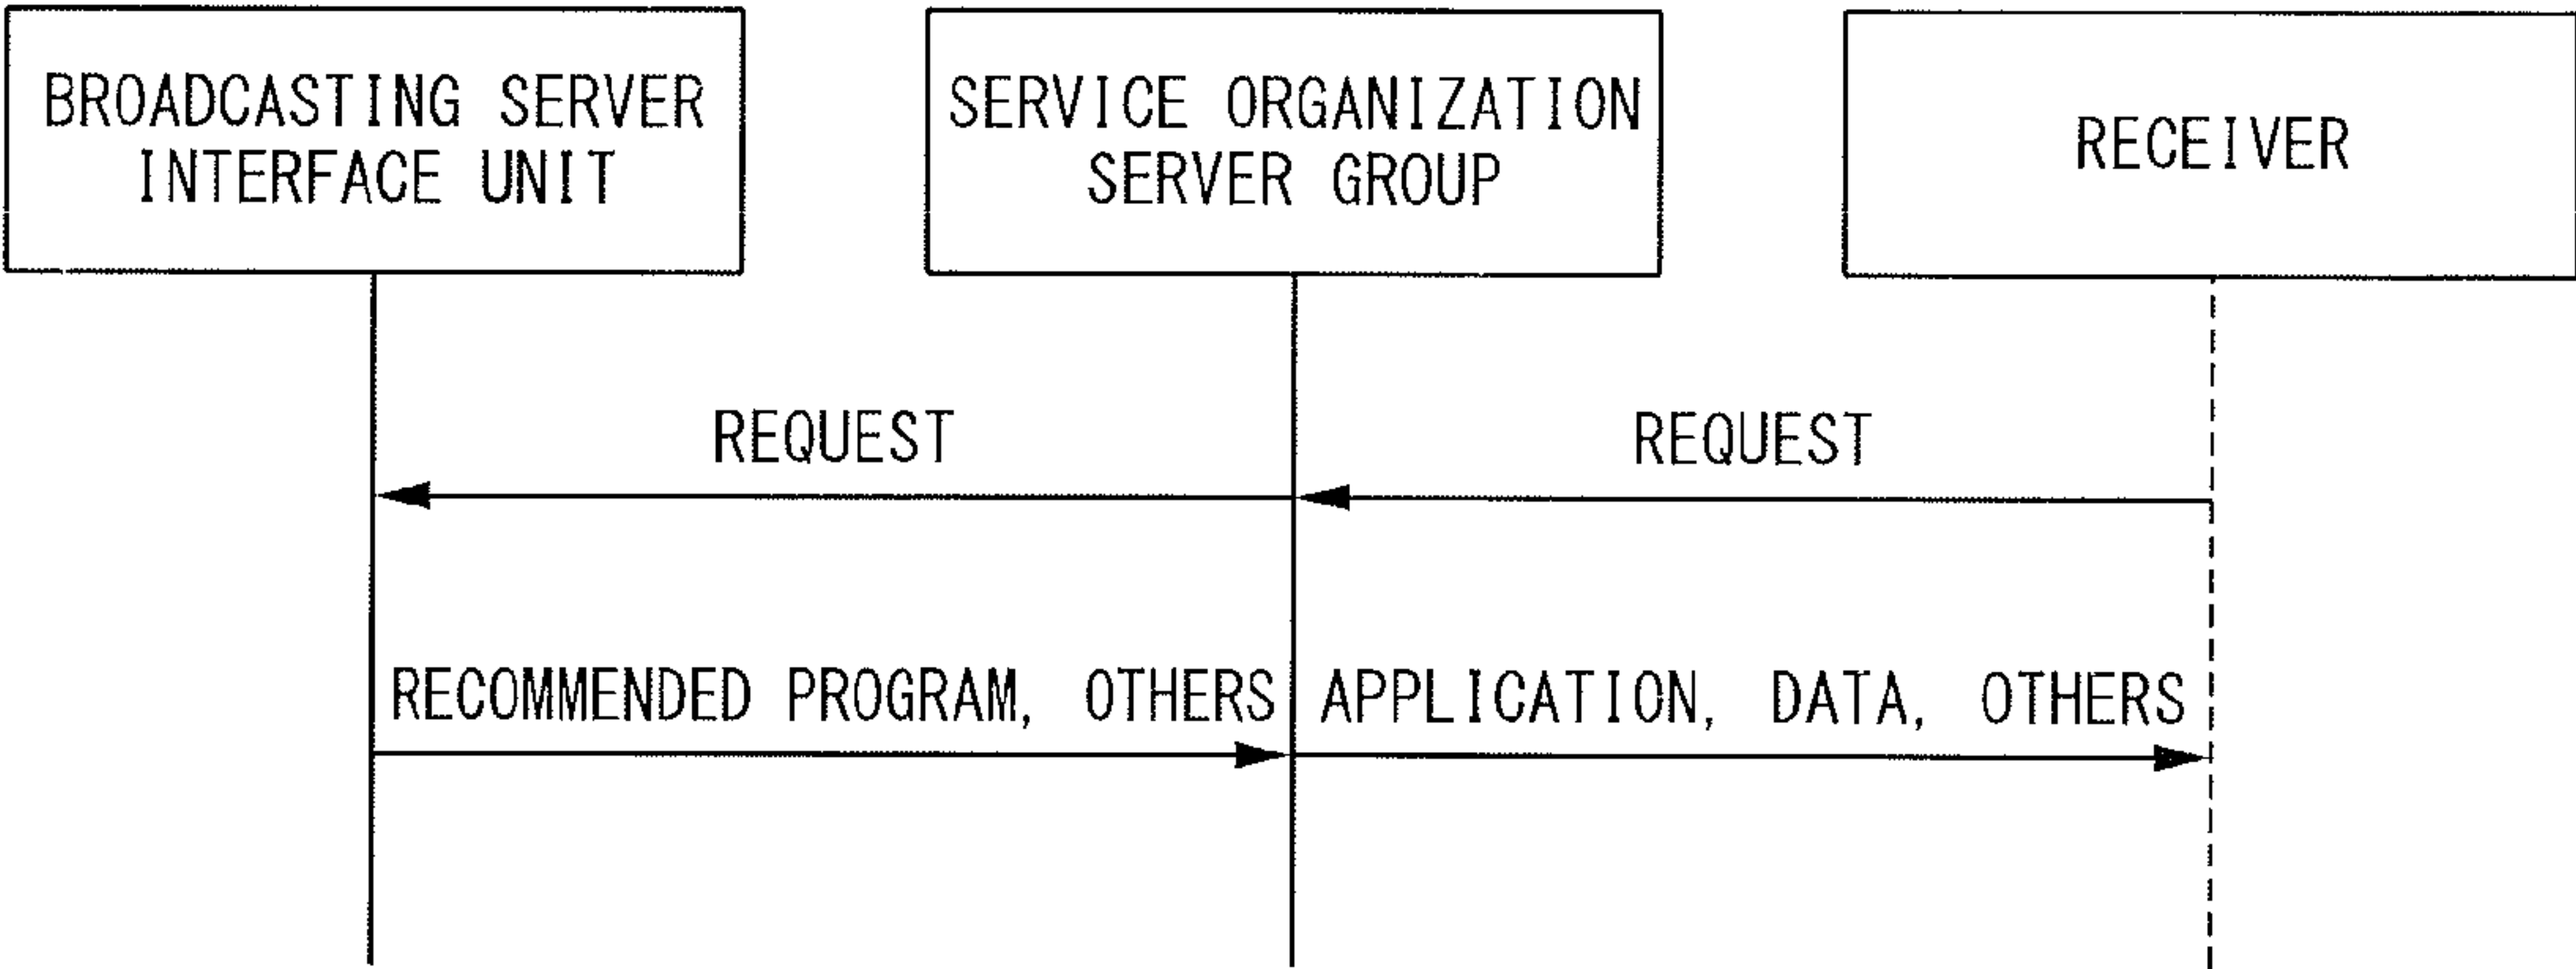 BROADCASTING SERVER
INTERFACE UNIT
SERVICE ORGANIZATION
SERVER GROUP
RECEIVER
REQUEST
REQUEST
RECOMMENDED PROGRAM, OTHERS
APPLICATION, DATA, OTHERS